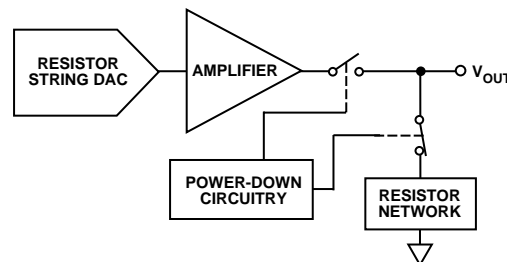 RESISTOR
STRING DAC
AMPLIFIER
VOUT
POWER-DOWN
CIRCUITRY
RESISTOR
NETWORK